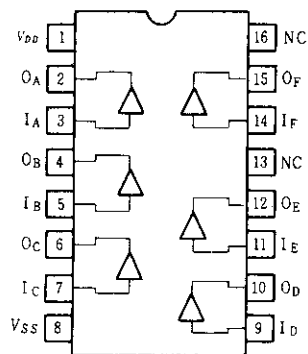 VDD 1 16 NC
OA 2 15 OF
IA 3 14 IF
OB 4 13 NC
IB 5 12 OE
OC 6 11 IE
IC 7 10 OD
VSS 8 9 ID